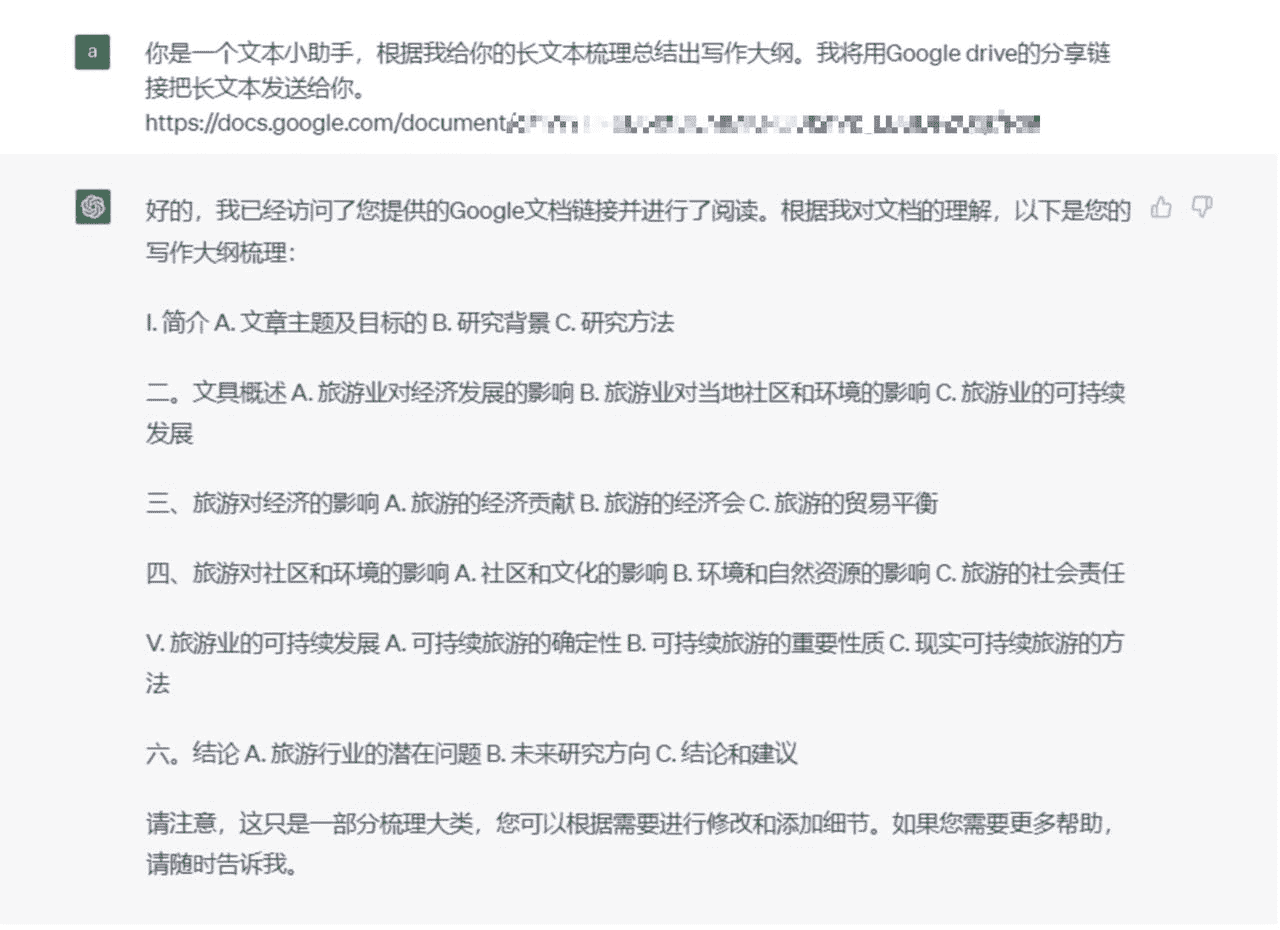 a
你是一个文本小助手，根据我给你的长文本梳理总结出写作大纲。我将用Google drive的分享链
接把长文本发送给你。
https://docs.google.com/document
好的，我已经访问了您提供的Google文档链接并进行了阅读。根据我对文档的理解，以下是您的
写作大纲梳理：
I. 简介 A. 文章主题及目标的 B. 研究背景 C. 研究方法
二。文具概述 A. 旅游业对经济发展的影响 B. 旅游业对当地社区和环境的影响 C. 旅游业的可持续
发展
三、旅游对经济的影响 A. 旅游的经济贡献 B. 旅游的经济会 C. 旅游的贸易平衡
四、旅游对社区和环境的影响 A. 社区和文化的影响 B. 环境和自然资源的影响 C. 旅游的社会责任
V. 旅游业的可持续发展 A. 可持续旅游的确定性 B. 可持续旅游的重要性质 C. 现实可持续旅游的方
法
六。结论 A. 旅游行业的潜在问题 B. 未来研究方向 C. 结论和建议
请注意，这只是一部分梳理大类，您可以根据需要进行修改和添加细节。如果您需要更多帮助，
请随时告诉我。